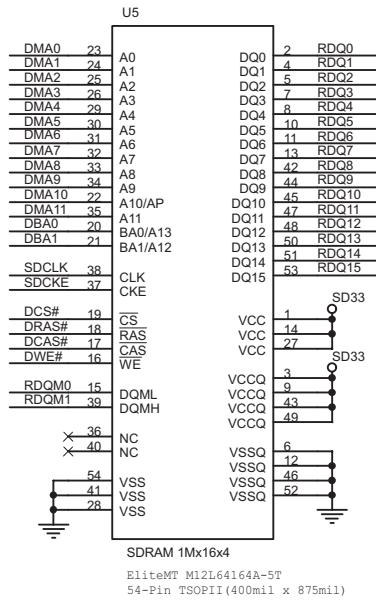 U5
DMA0 23 A0 DQ0 2 RDQ0
DMA1 24 A1 DQ1 4 RDQ1
DMA2 25 A2 DQ2 5 RDQ2
DMA3 26 A3 DQ3 7 RDQ3
DMA4 29 A4 DQ4 8 RDQ4
DMA5 30 A5 DQ5 10 RDQ5
DMA6 31 A6 DQ6 11 RDQ6
DMA7 32 A7 DQ7 13 RDQ7
DMA8 33 A8 DQ8 42 RDQ8
DMA9 34 A9 DQ9 44 RDQ9
DMA10 22 A10/AP DQ10 45 RDQ10
DMA11 35 A11 DQ11 47 RDQ11
DBA0 20 BA0/A13 DQ12 48 RDQ12
DBA1 21 BA1/A12 DQ13 50 RDQ13
DQ14 51 RDQ14
SDCLK 38 CLK DQ15 53 RDQ15
SDCKE 37 CKE
SD33
DCS# 19 CS VCC 1
DRAS# 18 RAS VCC 14
DCAS# 17 CAS VCC 27
DWE# 16 WE
SD33
RDQM0 15 DQML VCCQ 3
RDQM1 39 DQMH VCCQ 9
VCCQ 43
VCCQ 49
36 NC
40 NC VSSQ 6
VSSQ 12
54 VSS VSSQ 46
41 VSS VSSQ 52
28 VSS
SDRAM 1Mx16x4
EliteMT M12L64164A-5T
54-Pin TSOPII(400mil x 875mil)